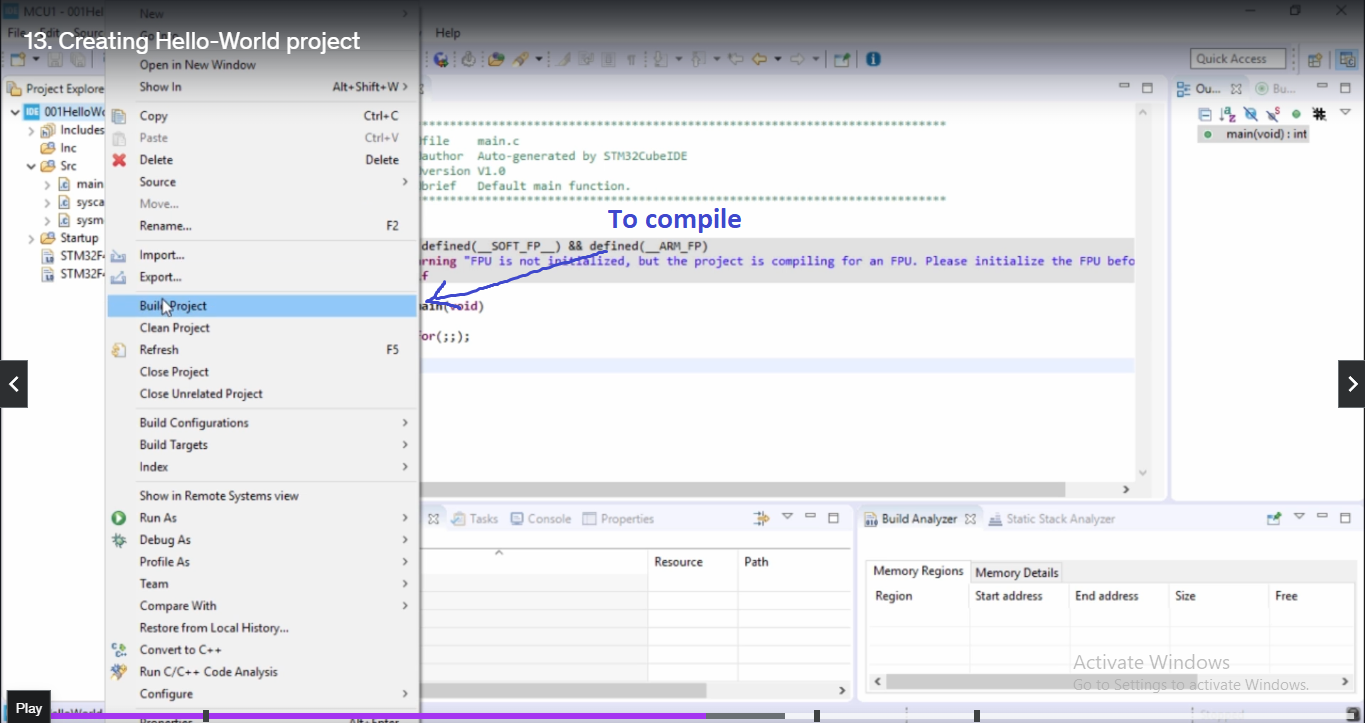 MCU1 - 001Hel
New
13. Creating Hello-World project
Help
Open in New Window
Quick Access
Show In Alt+Shift+W
Project Explore
Ou...
Bu...
IDE 001HelloWo
Includes
Inc
Src
main
sysca
sysm
Startup
STM32F4
STM32F4
Copy Ctrl+C
Paste Ctrl+V
Delete Delete
Source
Move...
Rename... F2
Import...
Export...
Build Project
Clean Project
Refresh F5
Close Project
Close Unrelated Project
Build Configurations
Build Targets
Index
Show in Remote Systems view
Run As
Debug As
Profile As
Team
Compare With
Restore from Local History...
Convert to C++
Run C/C++ Code Analysis
Configure
Properties Alt+Enter
******************************************************************************
file main.c
author Auto-generated by STM32CubeIDE
version V1.0
brief Default main function.
******************************************************************************
To compile
defined(__SOFT_FP__) && defined(__ARM_FP)
rning "FPU is not initialized, but the project is compiling for an FPU. Please initialize the FPU befo
f
main(void)
or(;;);
main(void) : int
Tasks
Console
Properties
Resource
Path
Build Analyzer
Static Stack Analyzer
Memory Regions
Memory Details
Region
Start address
End address
Size
Free
Activate Windows
Go to Settings to activate Windows.
Play
elloWorld